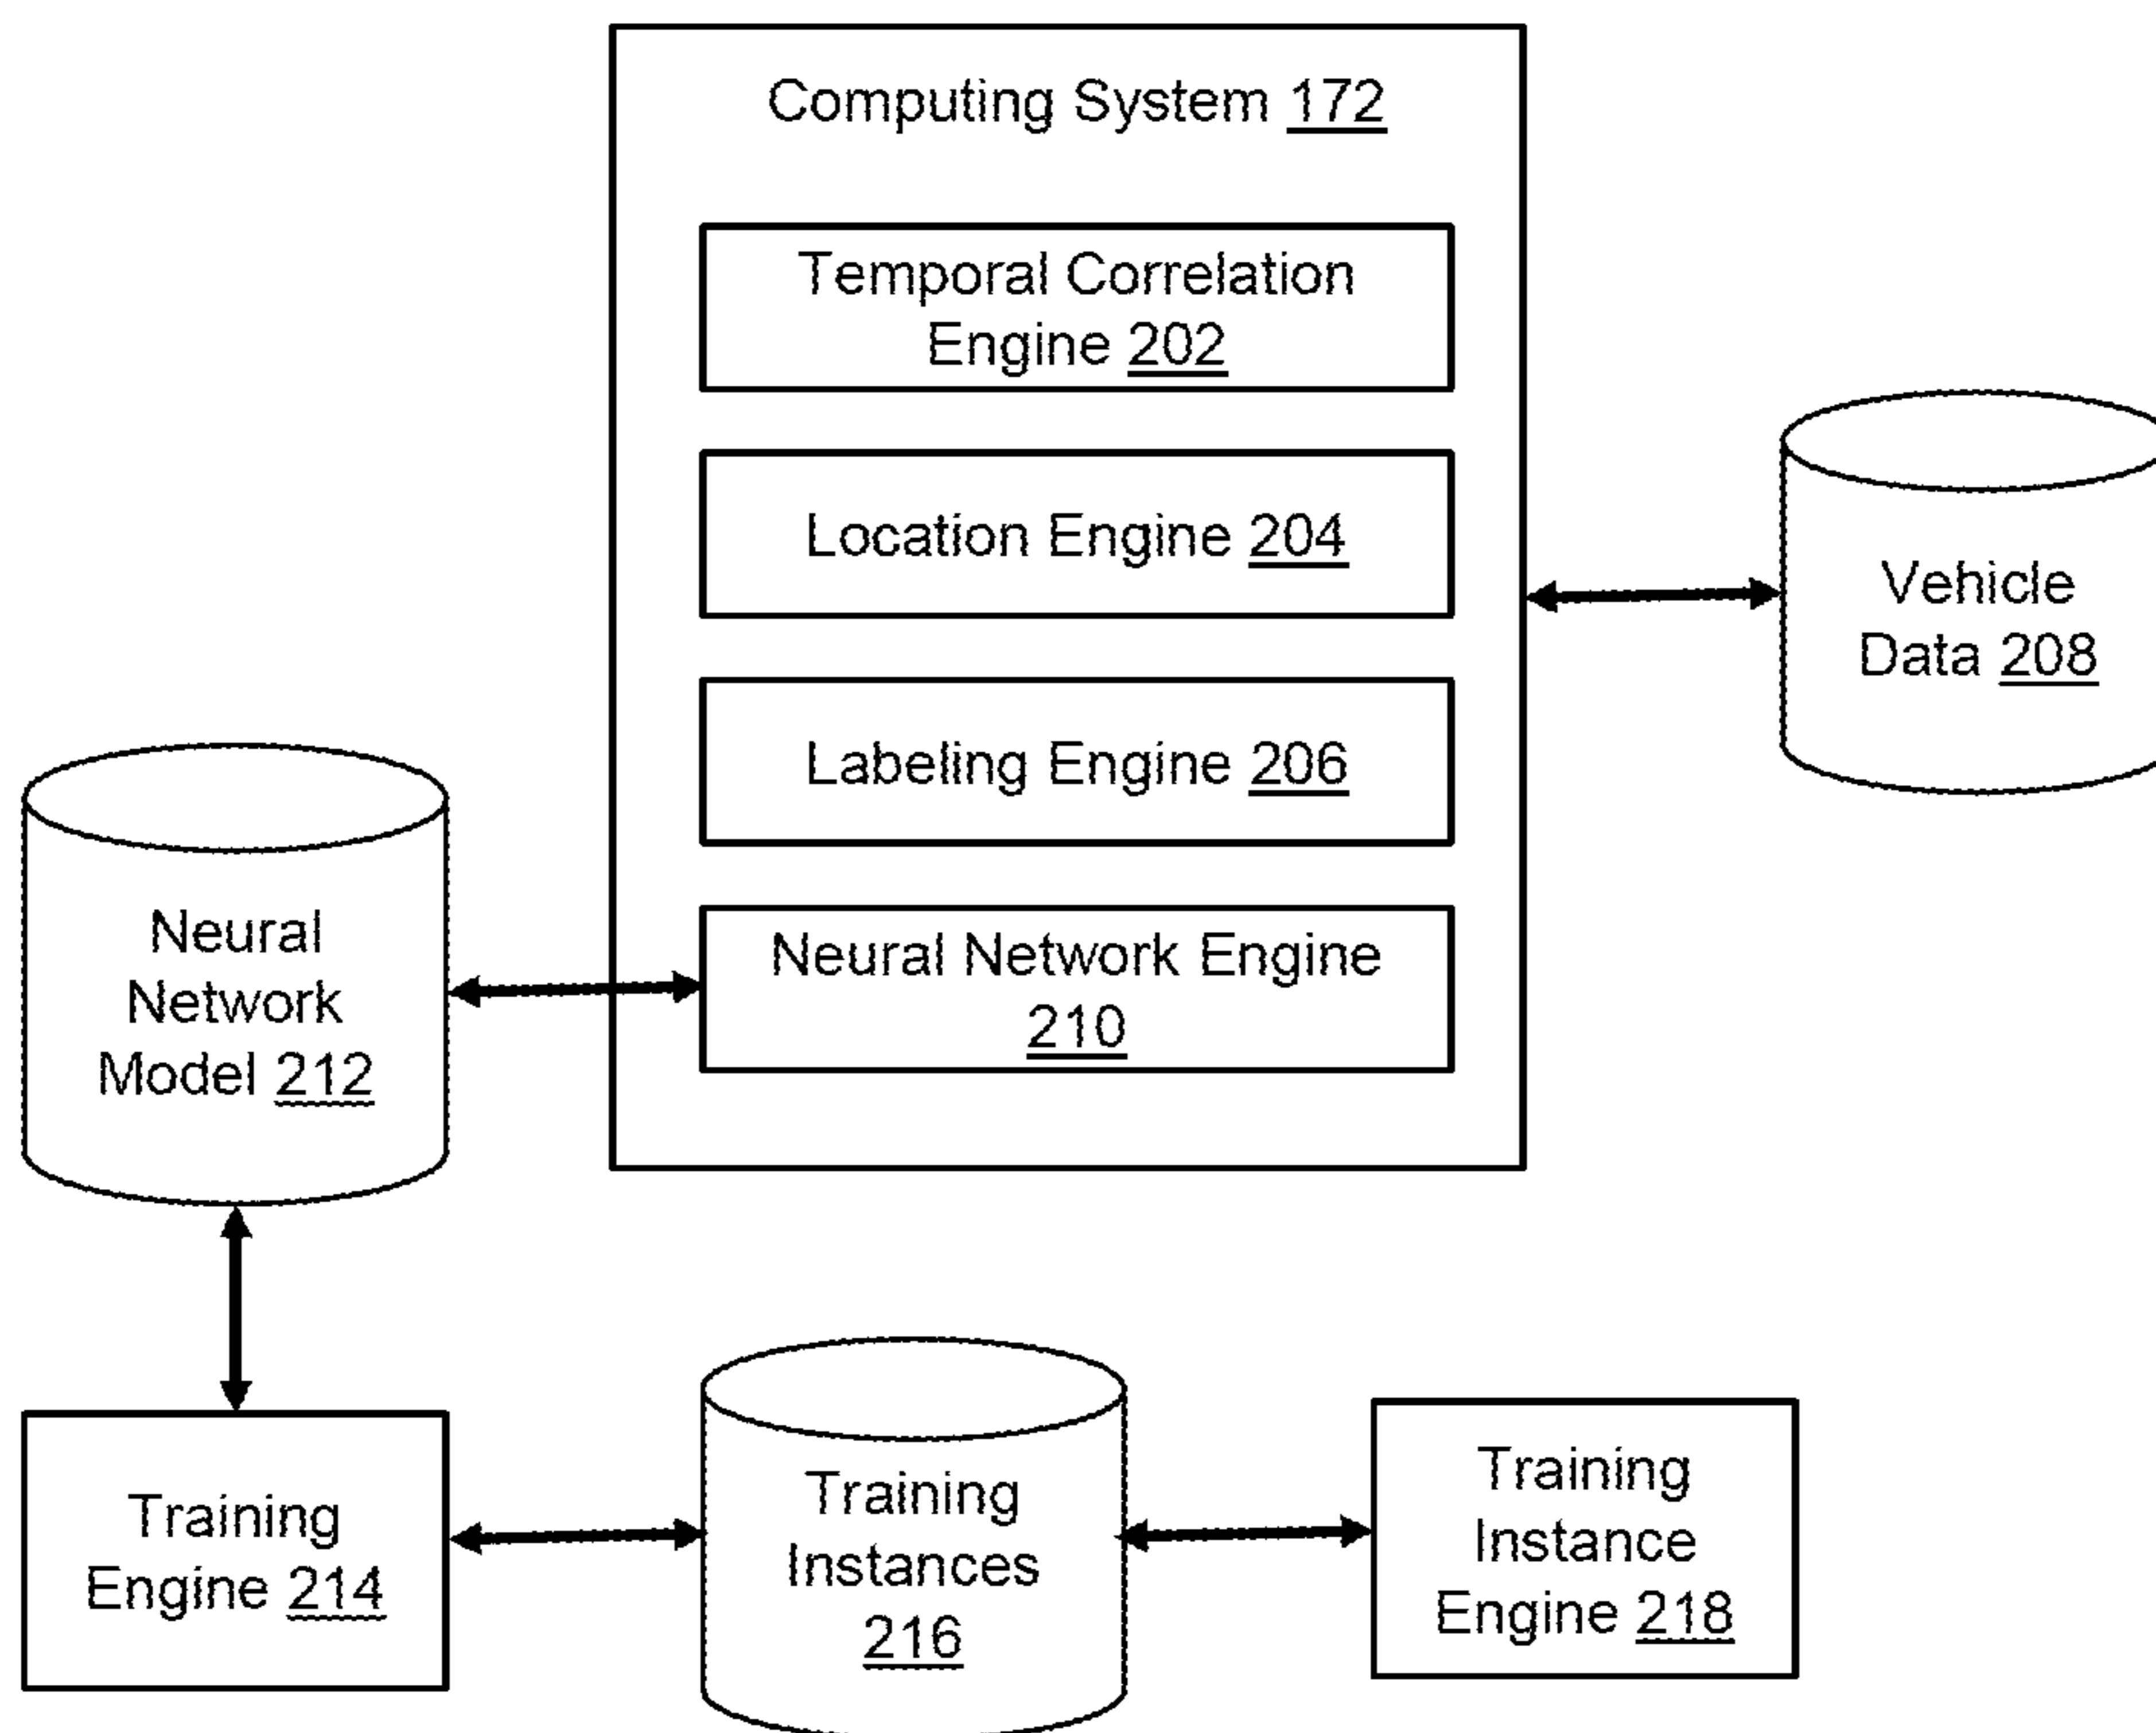 Computing System 172
Temporal Correlation
Engine 202
Location Engine 204
Labeling Engine 206
Neural Network Engine
210
Vehicle
Data 208
Neural
Network
Model 212
Training
Engine 214
Training
Instances
216
Training
Instance
Engine 218